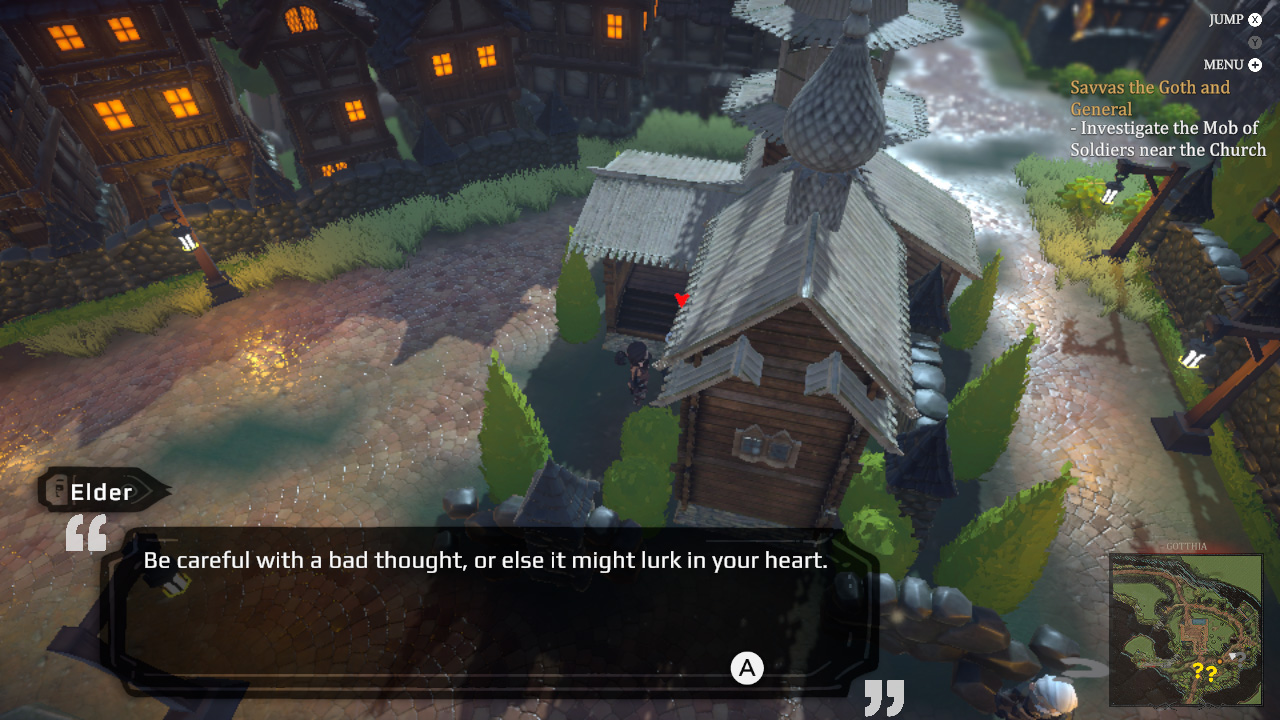 JUMP X
Y
MENU +
Savvas the Goth and
General
- Investigate the Mob of
Soldiers near the Church
Elder
“
Be careful with a bad thought, or else it might lurk in your heart.
A
”
GOTTHIA
? ?